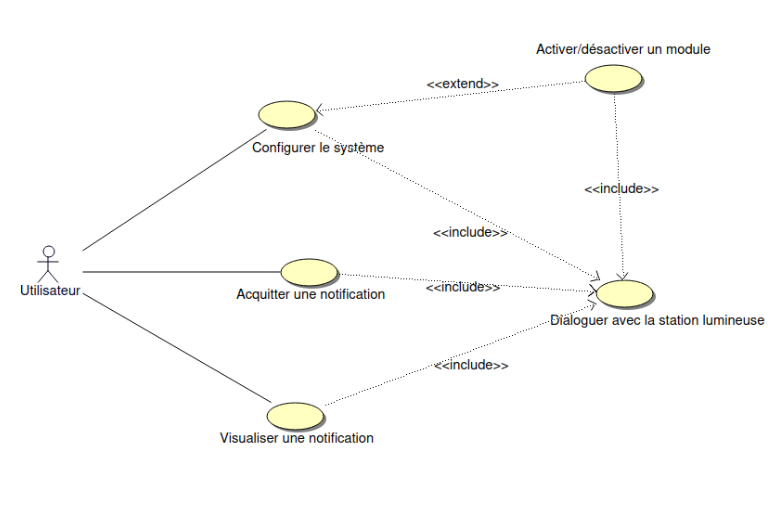 Activer/désactiver un module
<<extend>>
Configurer le système
<<include>>
<<include>>
Utilisateur
Acquitter une notification
<<include>>
Dialoguer avec la station lumineuse
<<include>>
Visualiser une notification